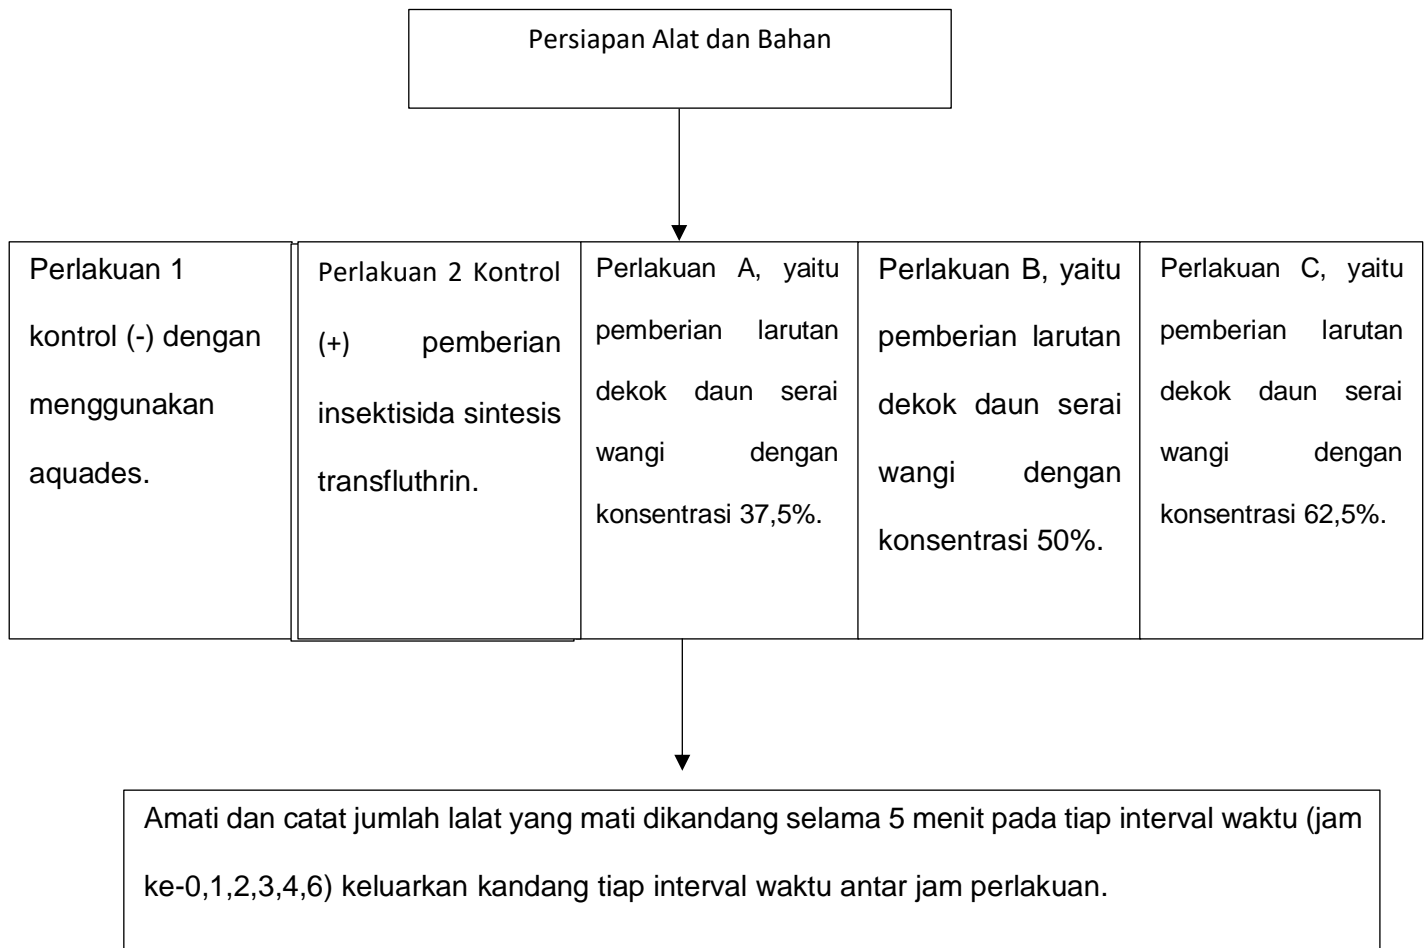 Persiapan Alat dan Bahan
Perlakuan 1
kontrol (-) dengan
menggunakan
aquades.
Perlakuan 2 Kontrol
(+) pemberian
insektisida sintesis
transfluthrin.
Perlakuan A, yaitu
pemberian larutan
dekok daun serai
wangi dengan
konsentrasi 37,5%.
Perlakuan B, yaitu
pemberian larutan
dekok daun serai
wangi dengan
konsentrasi 50%.
Perlakuan C, yaitu
pemberian larutan
dekok daun serai
wangi dengan
konsentrasi 62,5%.
Amati dan catat jumlah lalat yang mati dikandang selama 5 menit pada tiap interval waktu (jam
ke-0,1,2,3,4,6) keluarkan kandang tiap interval waktu antar jam perlakuan.